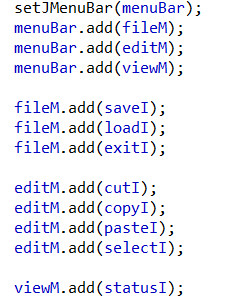 setJMenuBar(menuBar);
menuBar.add(fileM);
menuBar.add(editM);
menuBar.add(viewM);
fileM.add(saveI);
fileM.add(loadI);
fileM.add(exitI);
editM.add(cutI);
editM.add(copyI);
editM.add(pasteI);
editM.add(selectI);
viewM.add(statusI);